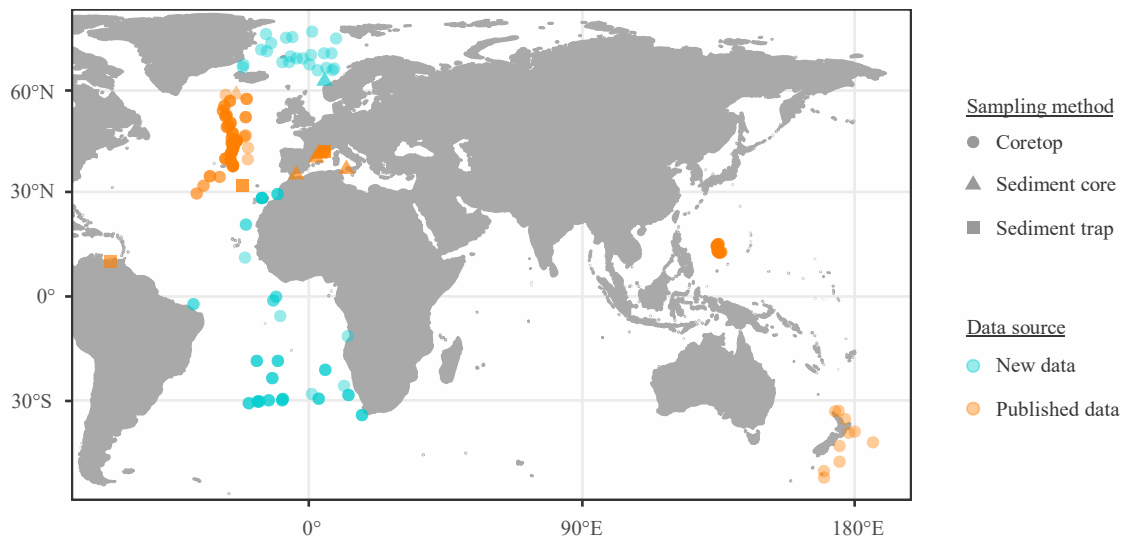 60°N
30°N
0°
30°S
0°
90°E
180°E
Sampling method
Coretop
Sediment core
Sediment trap
Data source
New data
Published data